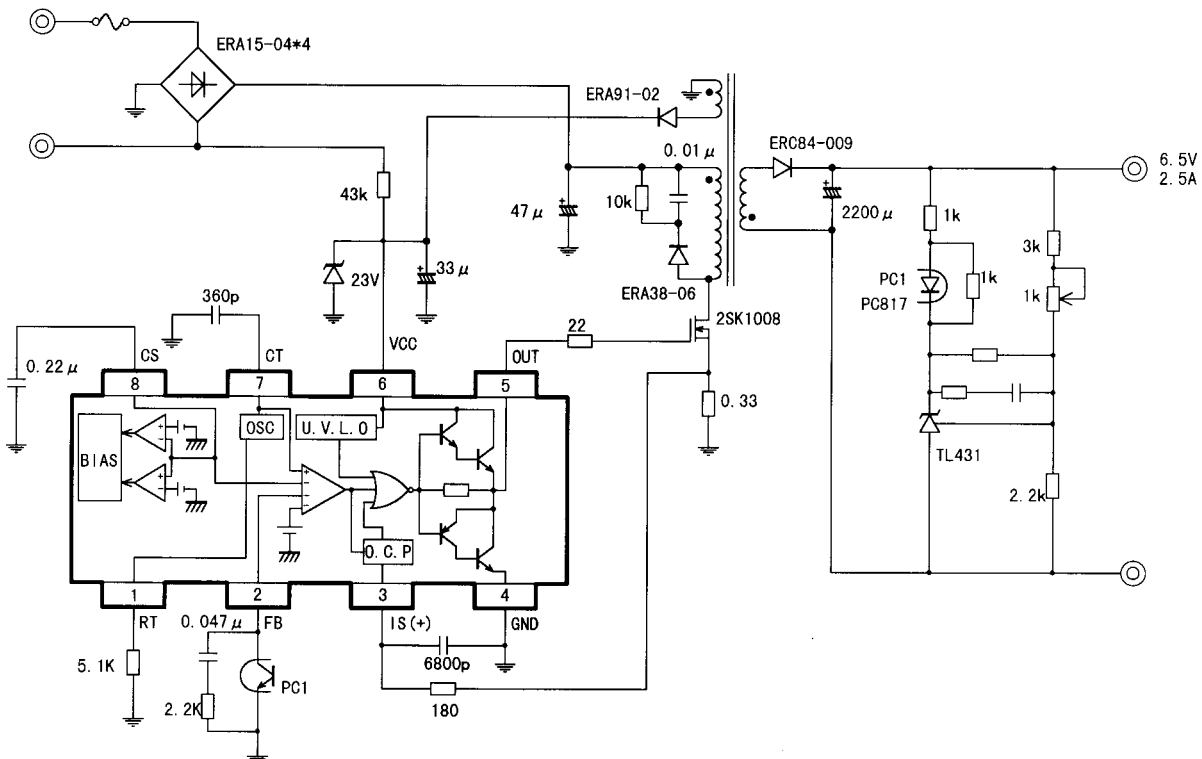 ERA15-04*4
ERA91-02
ERC84-009
6.5V
2.5A
0.01μ
43k
47μ
10k
2200μ
1k
3k
23V
33μ
PC1
PC817
1k
1k
ERA38-06
360p
2SK1008
22
0.22μ
CS
CT
VCC
OUT
8
7
6
5
0.33
OSC
U.V.L.O
BIAS
TL431
2.2k
O.C.P
1
2
3
4
RT
FB
IS(+)
GND
0.047μ
6800p
5.1K
PC1
2.2K
180